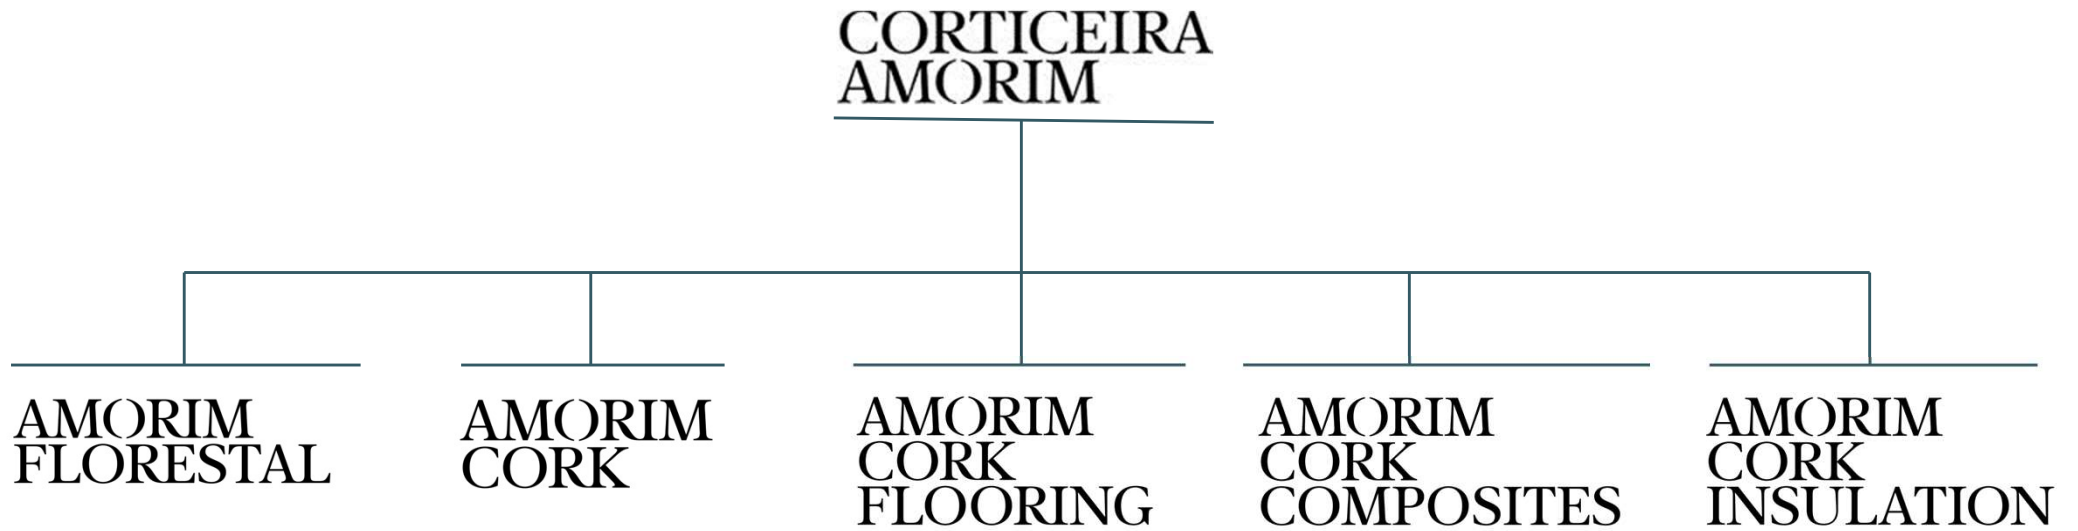 CORTICEIRA
AMORIM
AMORIM
FLORESTAL
AMORIM
CORK
AMORIM
CORK
FLOORING
AMORIM
CORK
COMPOSITES
AMORIM
CORK
INSULATION